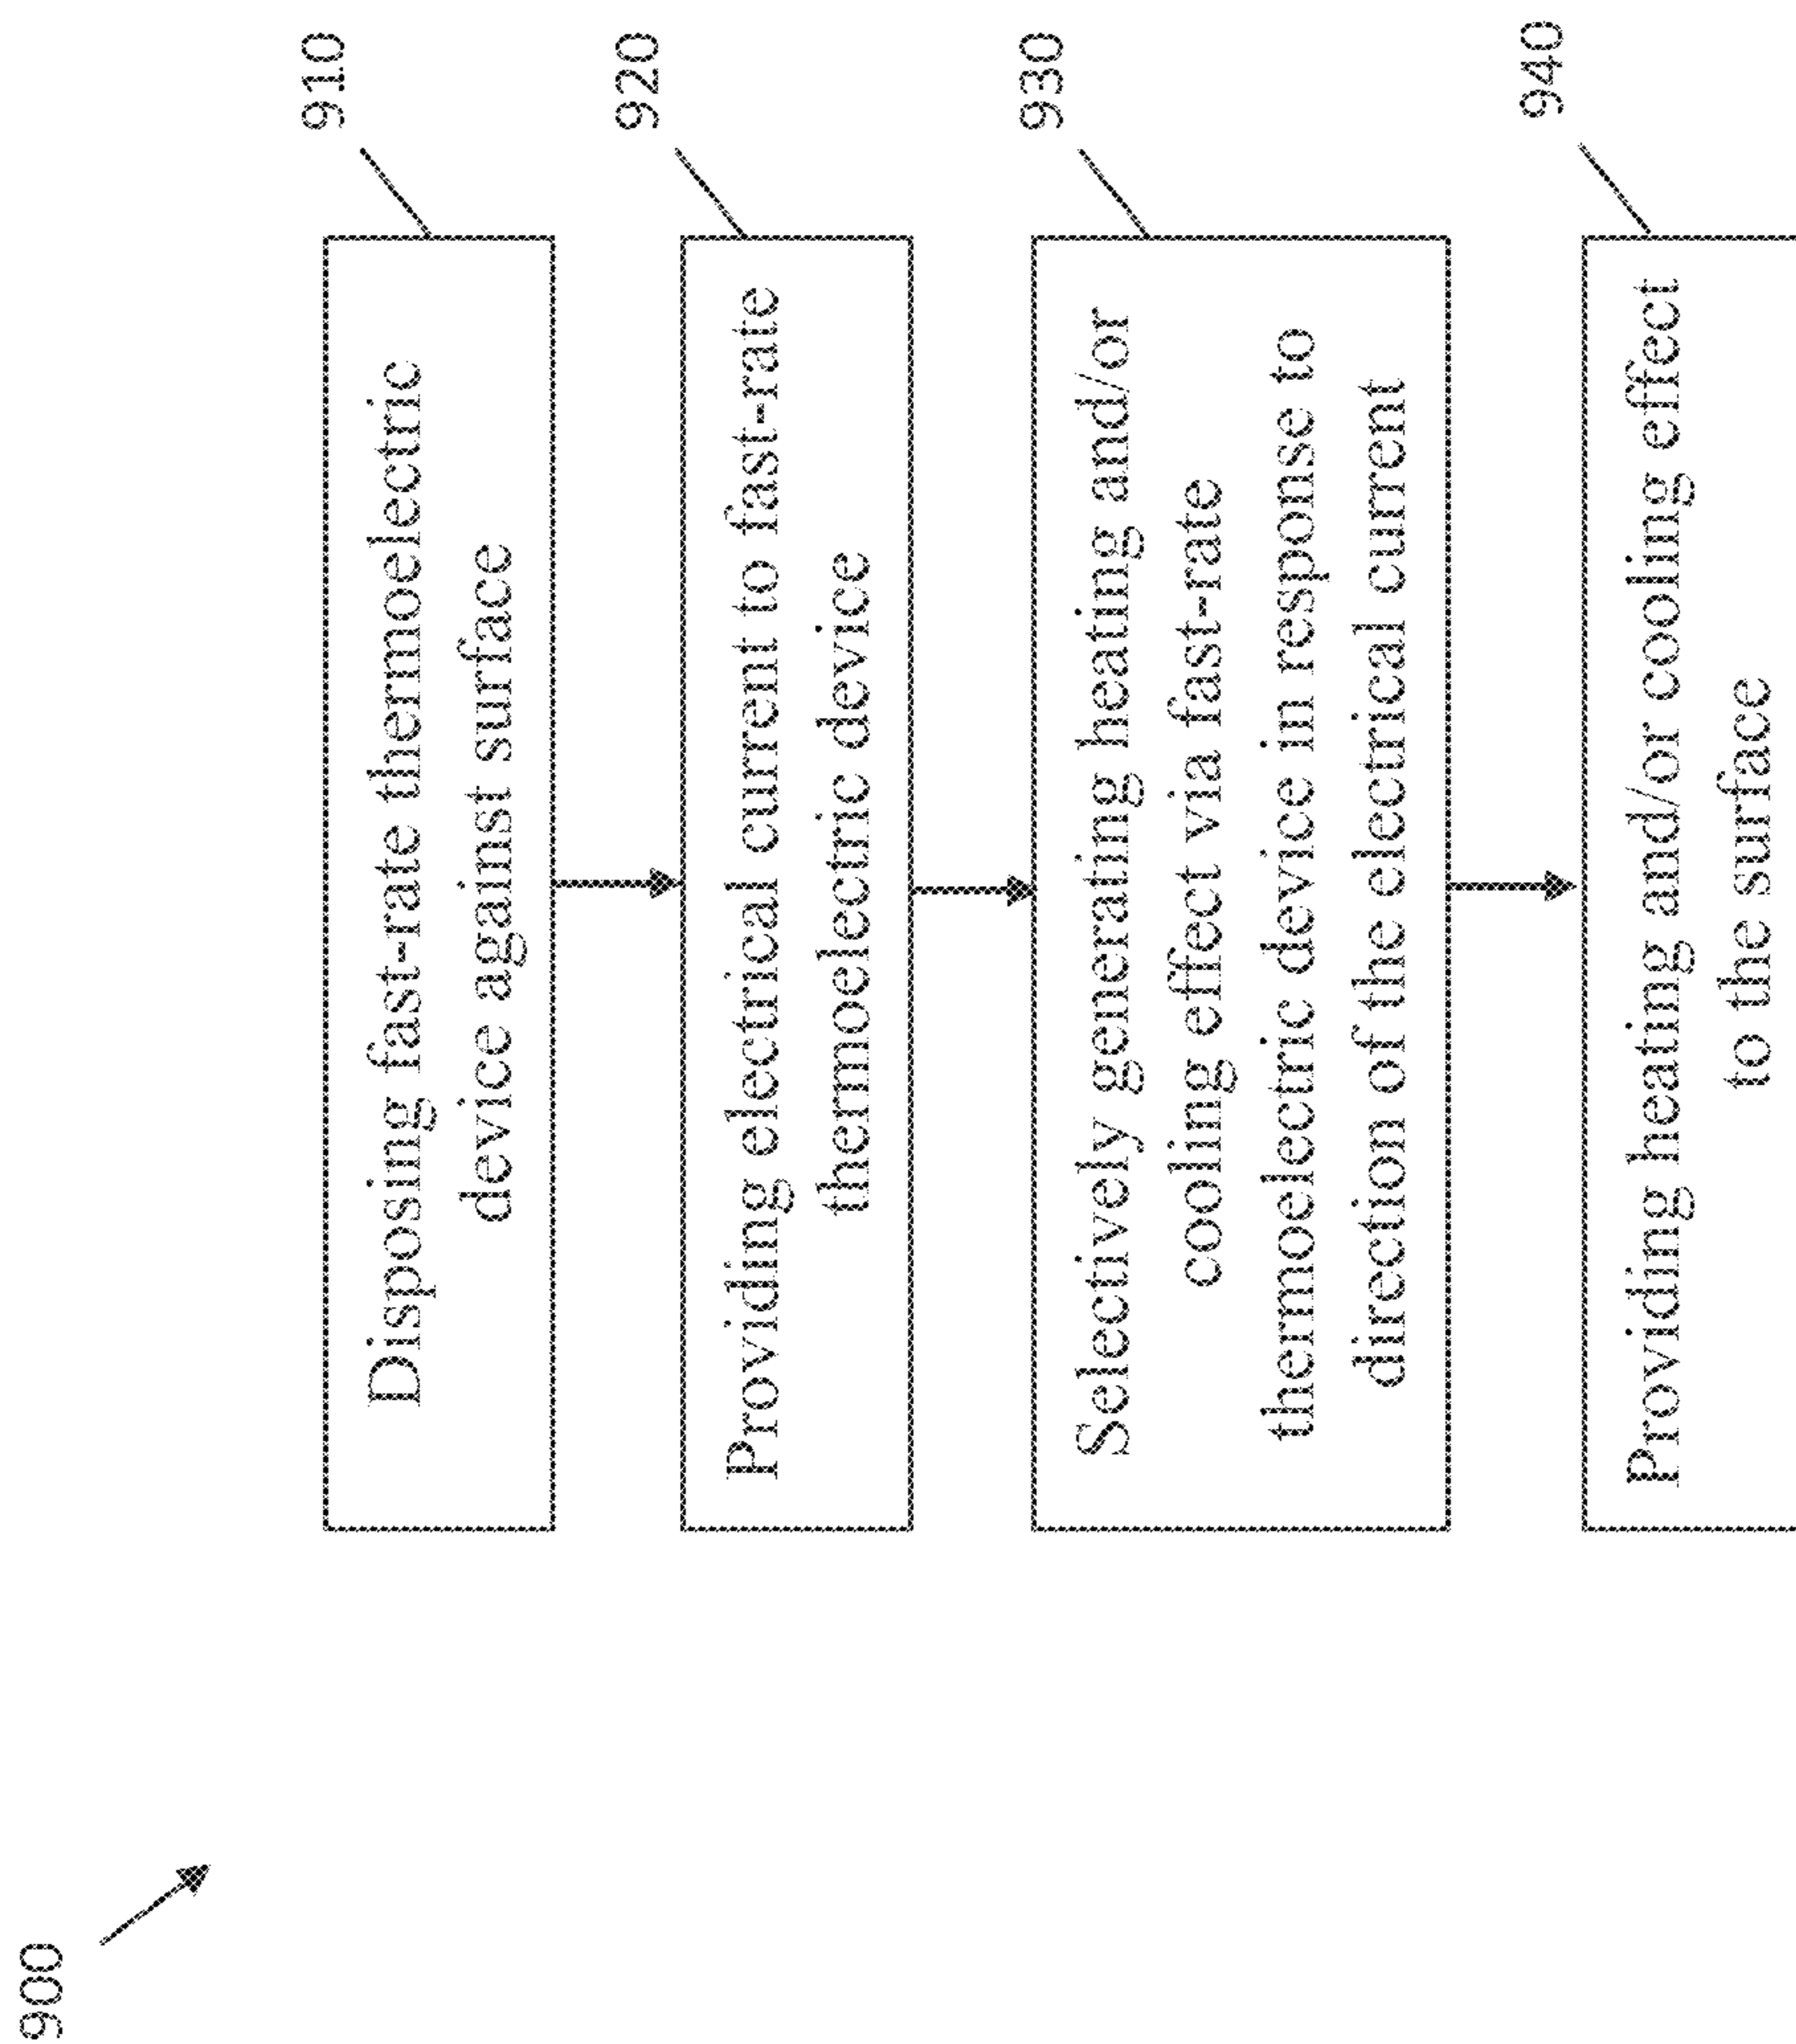 900
910
Disposing fast-rate thermoelectric
device against surface
920
Providing electrical current to fast-rate
thermoelectric device
930
Selectively generating heating and/or
cooling effect via fast-rate
thermoelectric device in response to
direction of the electrical current
940
Providing heating and/or cooling effect
to the surface